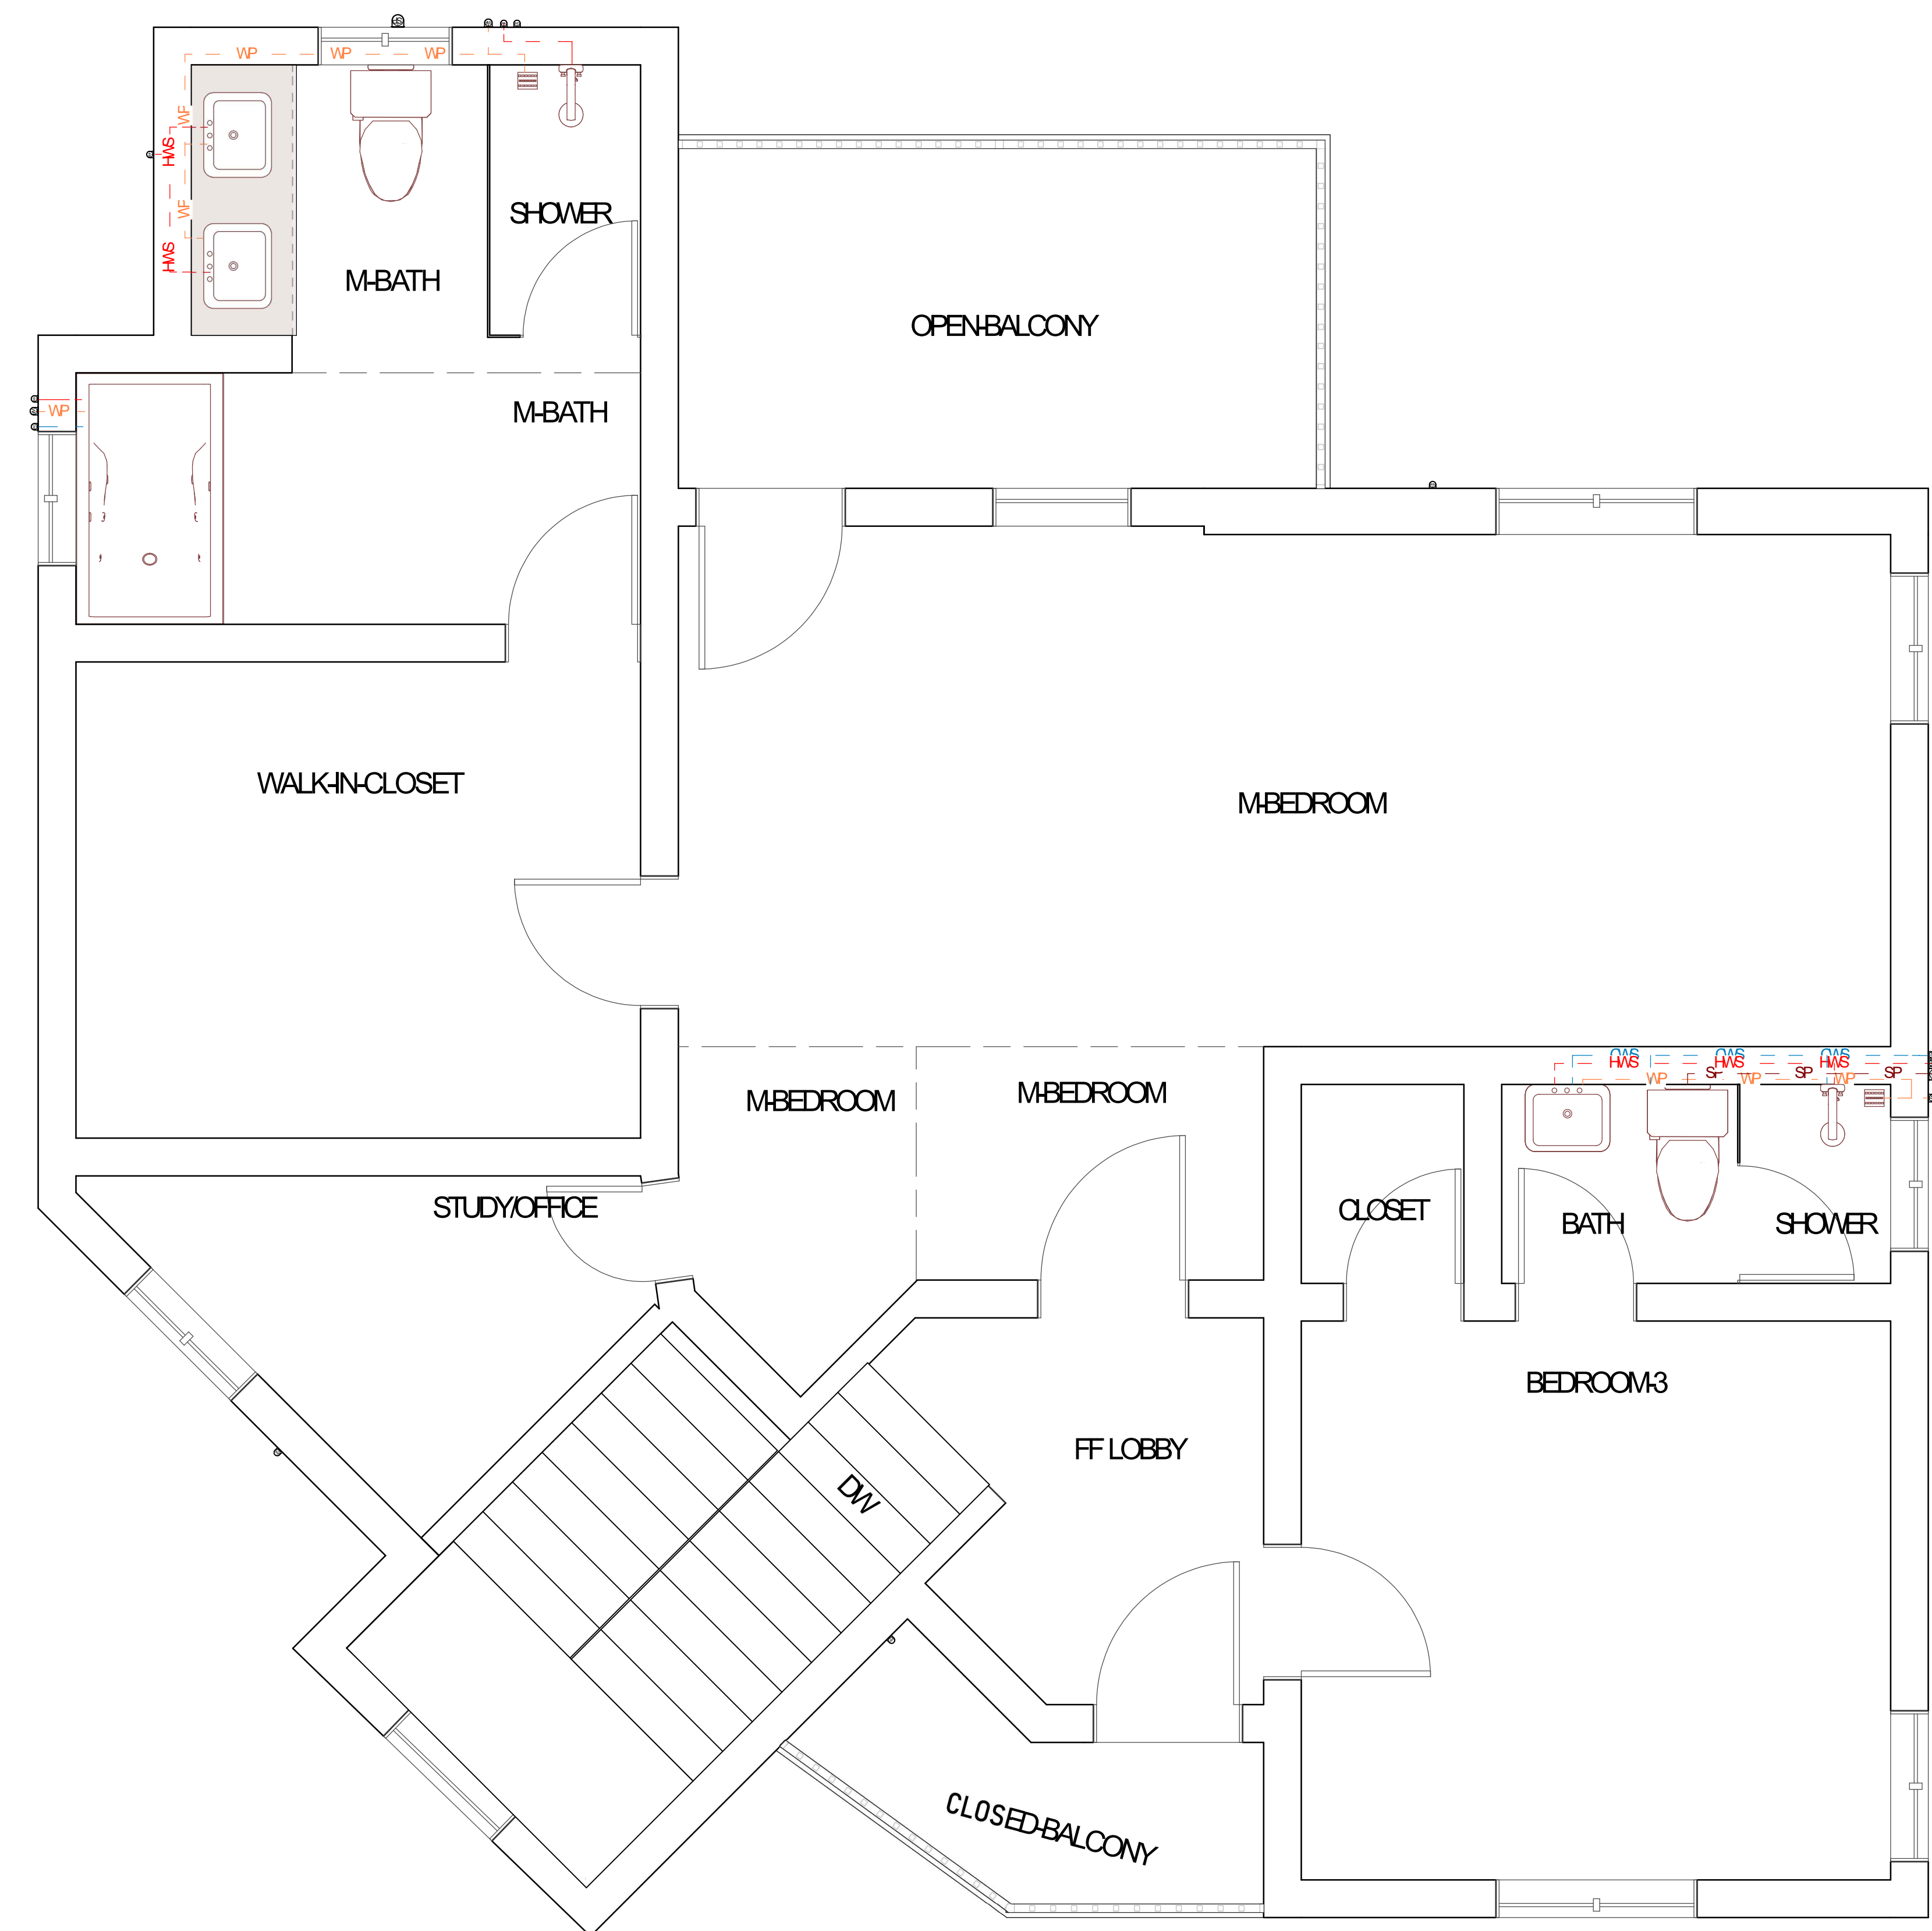 WP WP WP
WP
HWS
SHOWER
WP
HWS
M-BATH
OPEN-BALCONY
WP
M-BATH
WALK-IN-CLOSET
M-BEDROOM
CWS CWS CWS
HWS HWS HWS
SP SP SP
WP WP WP
M-BEDROOM
M-BEDROOM
STUDY/OFFICE
CLOSET
BATH
SHOWER
BEDROOM-3
FF LOBBY
DW
CLOSED-BALCONY